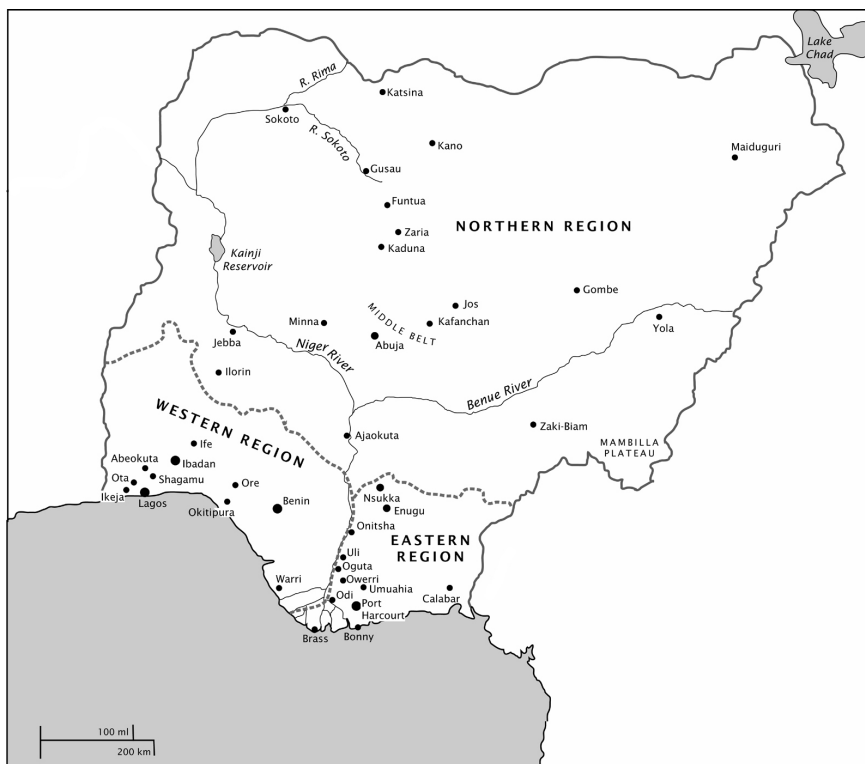 Lake
Chad
R. Rima
Katsina
Sokoto
R. Sokoto
Kano
Maiduguri
Gusau
Funtua
NORTHERN REGION
Zaria
Kaduna
Kainji
Reservoir
Gombe
Jos
MIDDLE BELT
Minna
Kafanchan
Yola
Jebba
Niger River
Abuja
Ilorin
Benue River
WESTERN REGION
Zaki-Biam
Ajaokuta
MAMBILLA
PLATEAU
Ife
Abeokuta
Ibadan
Ota
Shagamu
Ore
Nsukka
Ikeja
Lagos
Benin
Enugu
Okitipura
Onitsha
EASTERN
REGION
Uli
Oguta
Warri
Owerri
Umuahia
Odi
Calabar
Port
Harcourt
Brass
Bonny
100 ml
200 km